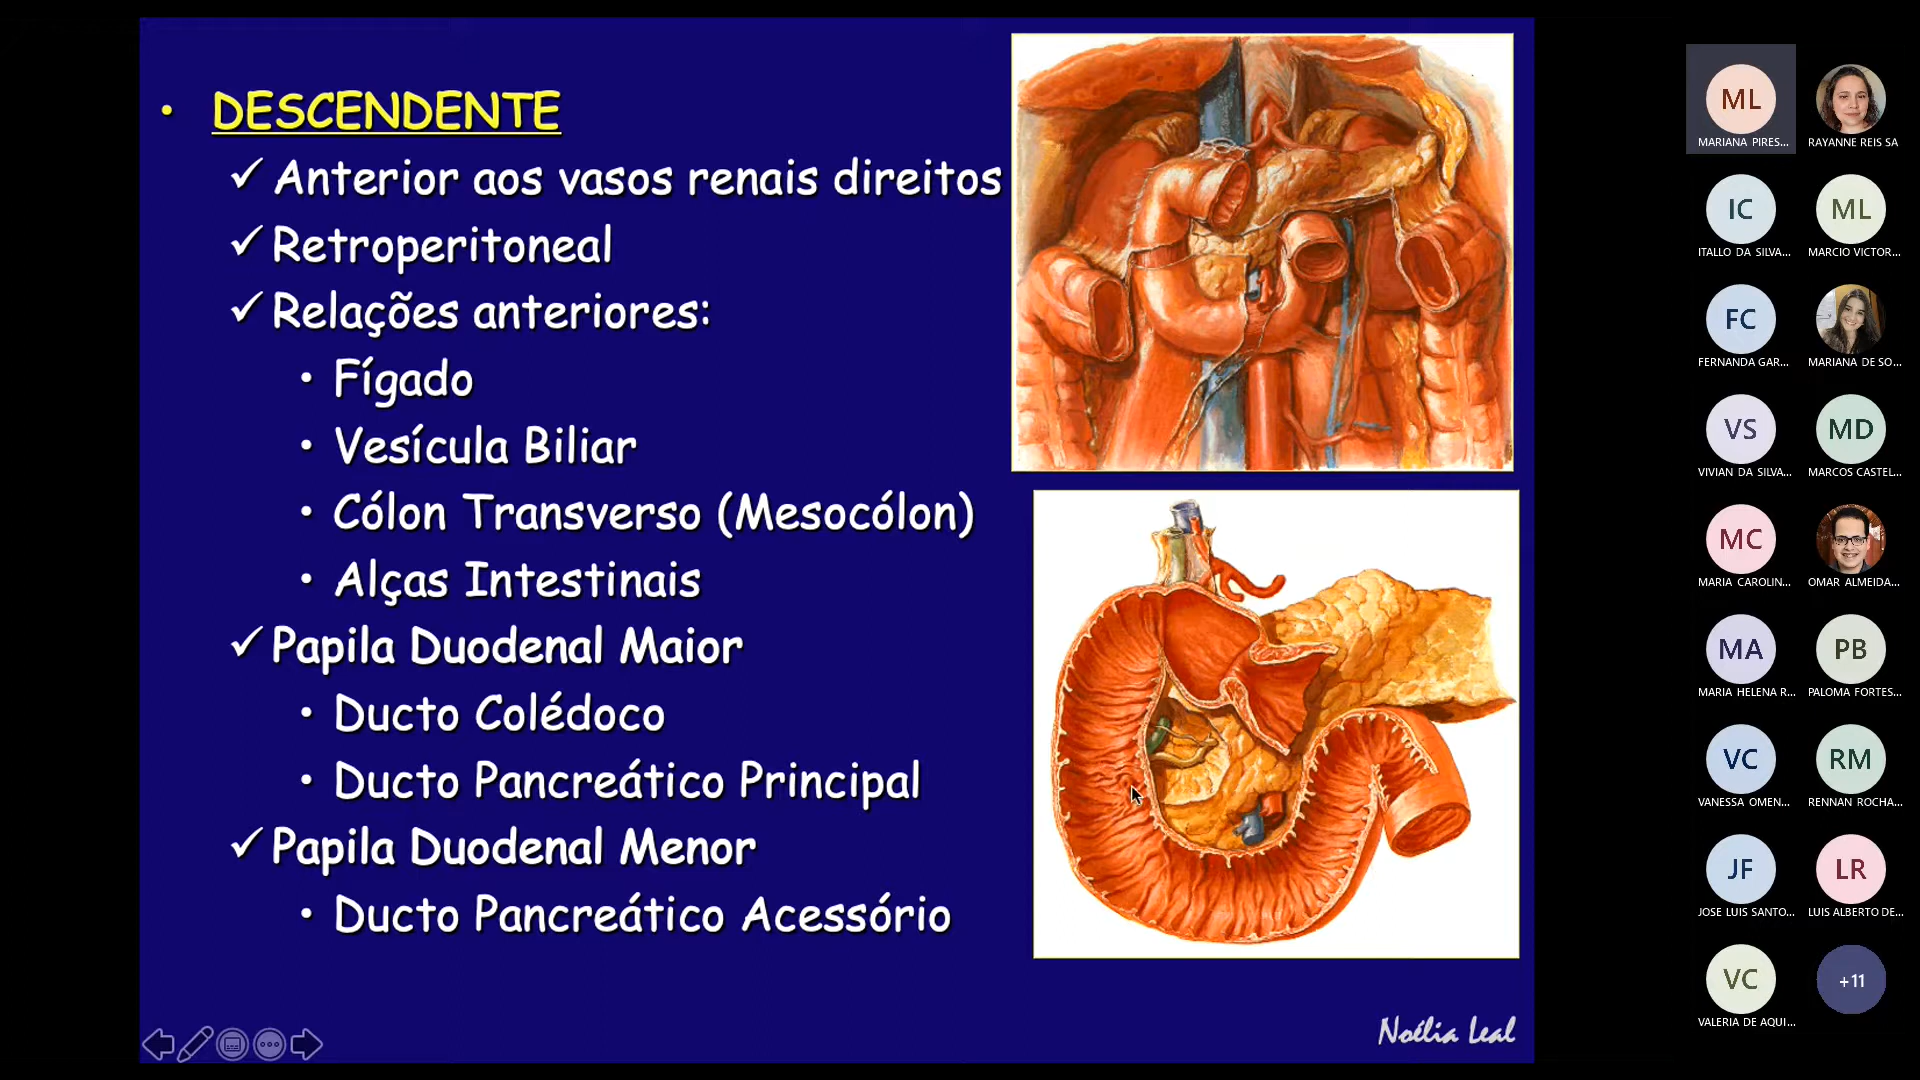 • DESCENDENTE
✓ Anterior aos vasos renais direitos
✓ Retroperitoneal
✓ Relações anteriores:
• Fígado
• Vesícula Biliar
• Cólon Transverso (Mesocólon)
• Alças Intestinais
✓ Papila Duodenal Maior
• Ducto Colédoco
• Ducto Pancreático Principal
✓ Papila Duodenal Menor
• Ducto Pancreático Acessório
Noélia Leal
ML
MARIANA PIRES...
RAYANNE REIS SA
IC
ITALLO DA SILVA...
ML
MARCIO VICTOR...
FC
FERNANDA GAR...
MARIANA DE SO...
VS
VIVIAN DA SILVA...
MD
MARCOS CASTEL...
MC
MARIA CAROLIN...
OMAR ALMEIDA...
MA
MARIA HELENA R...
PB
PALOMA FORTES...
VC
VANESSA OMEN...
RM
RENNAN ROCHA...
JF
JOSE LUIS SANTO...
LR
LUIS ALBERTO DE...
VC
VALERIA DE AQUI...
+11